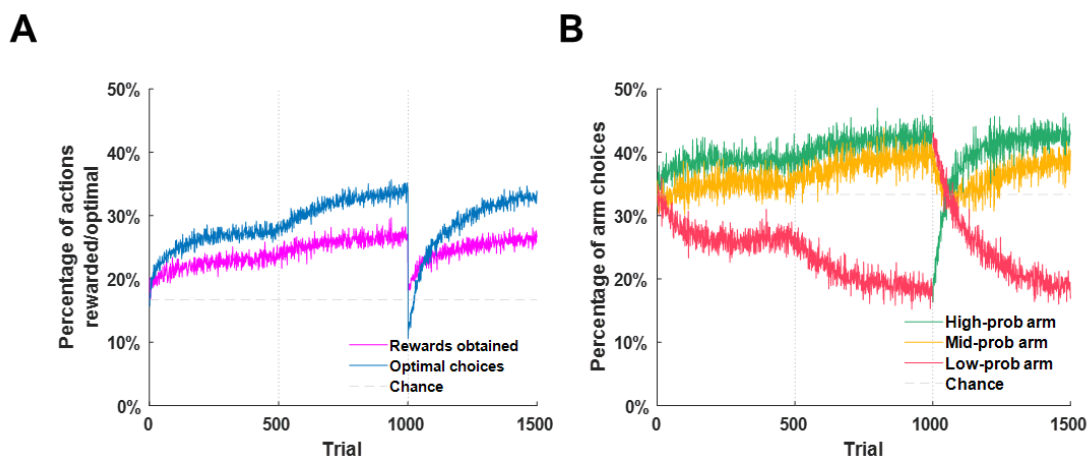 A
B
Percentage of actions
rewarded/optimal
50%
40%
30%
20%
10%
0%
0
500
1000
1500
Trial
Rewards obtained
Optimal choices
Chance
Percentage of arm choices
50%
40%
30%
20%
10%
0%
0
500
1000
1500
Trial
High-prob arm
Mid-prob arm
Low-prob arm
Chance